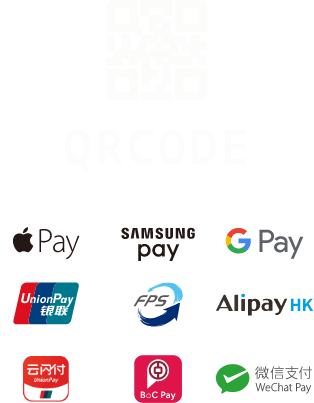 QRCODE
Pay
SAMSUNG
pay
G Pay
UnionPay
银联
FPS
Alipay HK
云闪付
UnionPay
BoC Pay
微信支付
WeChat Pay